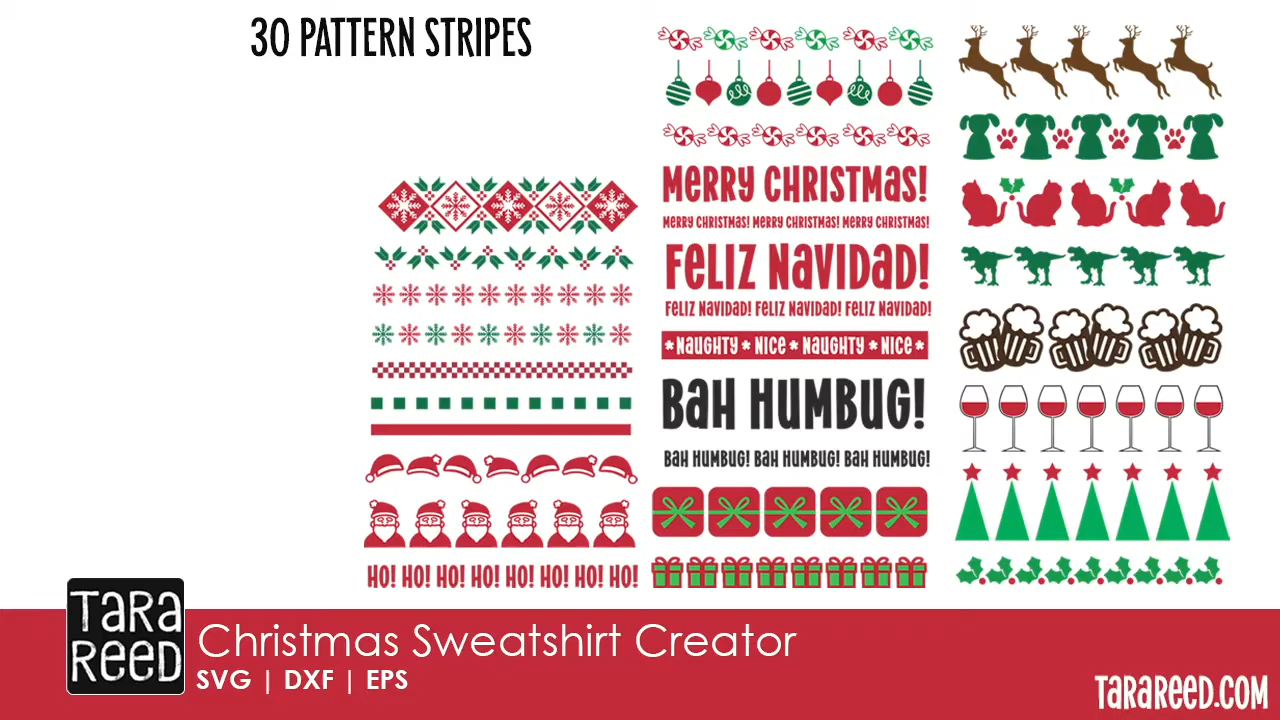 30 PATTERN STRIPES
HO! HO! HO! HO! HO! HO! HO! HO!
MERRY CHRISTMAS!
MERRY CHRISTMAS! MERRY CHRISTMAS! MERRY CHRISTMAS!
FELIZ NAVIDAD!
FELIZ NAVIDAD! FELIZ NAVIDAD! FELIZ NAVIDAD!
*NAUGHTY * NICE * NAUGHTY * NICE *
BAH HUMBUG!
BAH HUMBUG! BAH HUMBUG! BAH HUMBUG!
TARA
REED
Christmas Sweatshirt Creator
SVG | DXF | EPS
TARAREED.COM